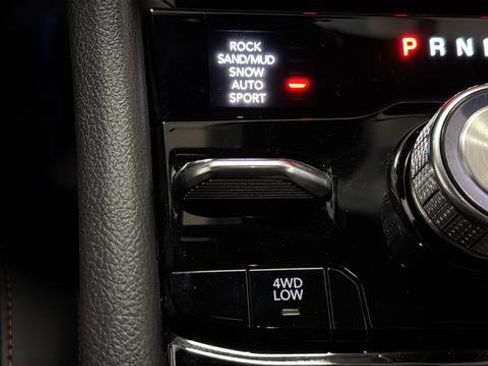 ROCK
SAND/MUD
SNOW
AUTO
SPORT
P R N
4WD
LOW